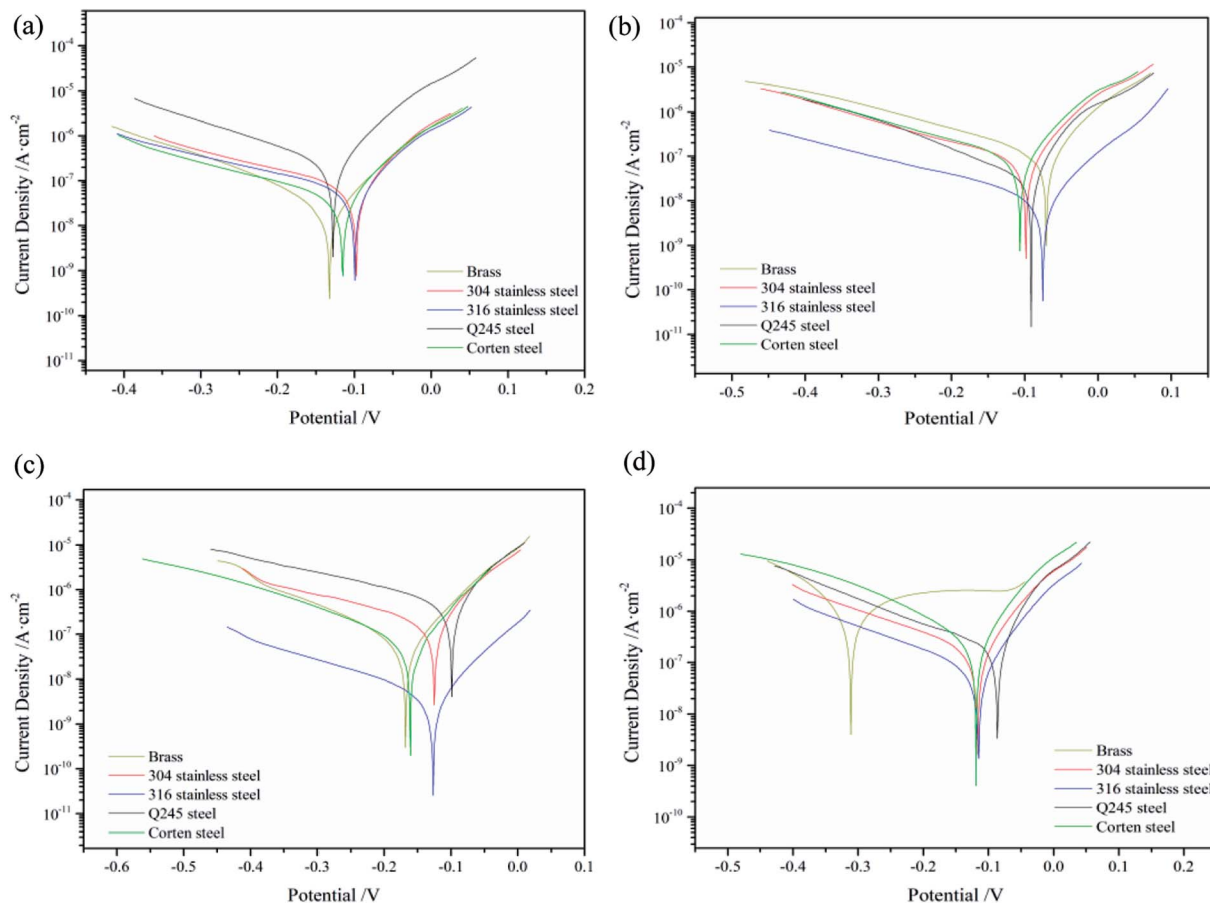 (a)
Current Density /A·cm⁻²
10⁻⁴
10⁻⁵
10⁻⁶
10⁻⁷
10⁻⁸
10⁻⁹
10⁻¹⁰
10⁻¹¹
Brass
304 stainless steel
316 stainless steel
Q245 steel
Corten steel
-0.4 -0.3 -0.2 -0.1 0.0 0.1 0.2
Potential /V
(b)
Current Density /A·cm⁻²
10⁻⁴
10⁻⁵
10⁻⁶
10⁻⁷
10⁻⁸
10⁻⁹
10⁻¹⁰
10⁻¹¹
Brass
304 stainless steel
316 stainless steel
Q245 steel
Corten steel
-0.5 -0.4 -0.3 -0.2 -0.1 0.0 0.1
Potential /V
(c)
Current Density /A·cm⁻²
10⁻⁴
10⁻⁵
10⁻⁶
10⁻⁷
10⁻⁸
10⁻⁹
10⁻¹⁰
10⁻¹¹
Brass
304 stainless steel
316 stainless steel
Q245 steel
Corten steel
-0.6 -0.5 -0.4 -0.3 -0.2 -0.1 0.0 0.1
Potential /V
(d)
Current Density /A·cm⁻²
10⁻⁴
10⁻⁵
10⁻⁶
10⁻⁷
10⁻⁸
10⁻⁹
10⁻¹⁰
Brass
304 stainless steel
316 stainless steel
Q245 steel
Corten steel
-0.5 -0.4 -0.3 -0.2 -0.1 0.0 0.1 0.2
Potential /V